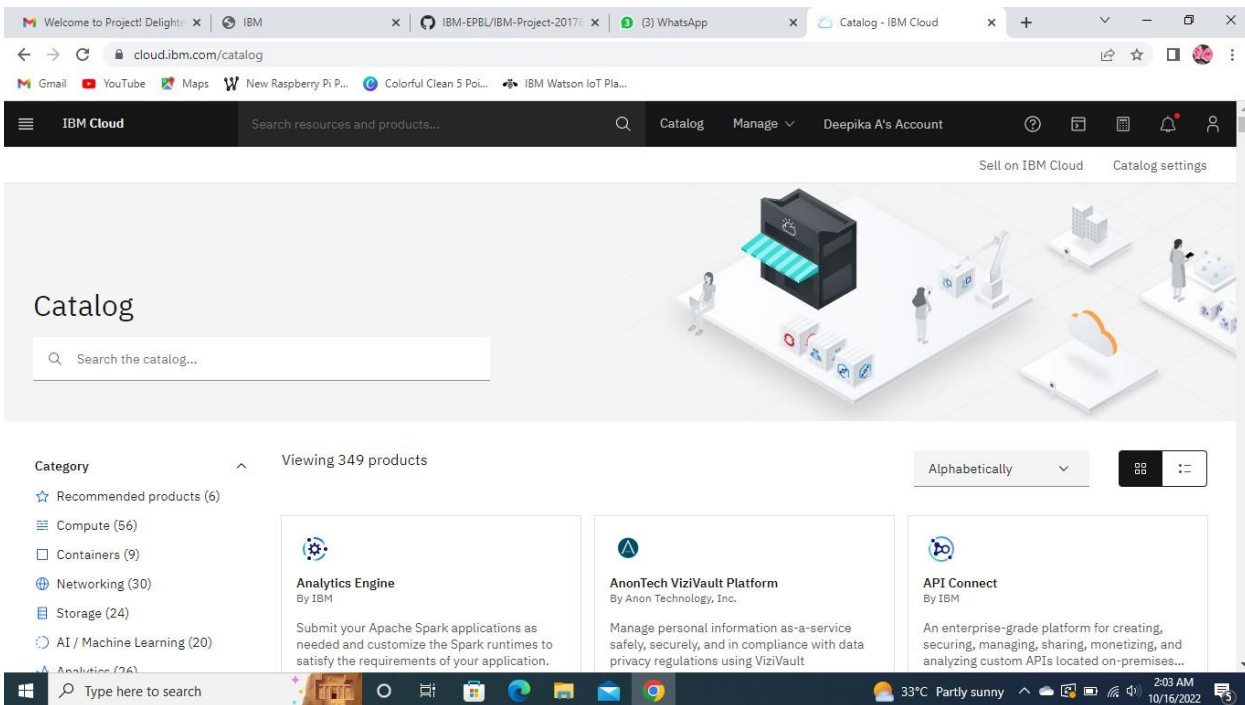 Welcome to Project! Delight
IBM
IBM-EPBL/IBM-Project-2017
(3) WhatsApp
Catalog - IBM Cloud
cloud.ibm.com/catalog
Gmail YouTube Maps New Raspberry Pi P... Colorful Clean 5 Poi... IBM Watson IoT Pla...
IBM Cloud Search resources and products... Catalog Manage Deepika A's Account
Sell on IBM Cloud Catalog settings
Catalog
Search the catalog...
Category
Recommended products (6)
Compute (56)
Containers (9)
Networking (30)
Storage (24)
AI / Machine Learning (20)
Analytics (26)
Viewing 349 products
Alphabetically
Analytics Engine
By IBM
Submit your Apache Spark applications as
needed and customize the Spark runtimes to
satisfy the requirements of your application.
AnonTech ViziVault Platform
By Anon Technology, Inc.
Manage personal information as-a-service
safely, securely, and in compliance with data
privacy regulations using ViziVault
API Connect
By IBM
An enterprise-grade platform for creating,
securing, managing, sharing, monetizing, and
analyzing custom APIs located on-premises...
Type here to search
33°C Partly sunny
2:03 AM
10/16/2022
5